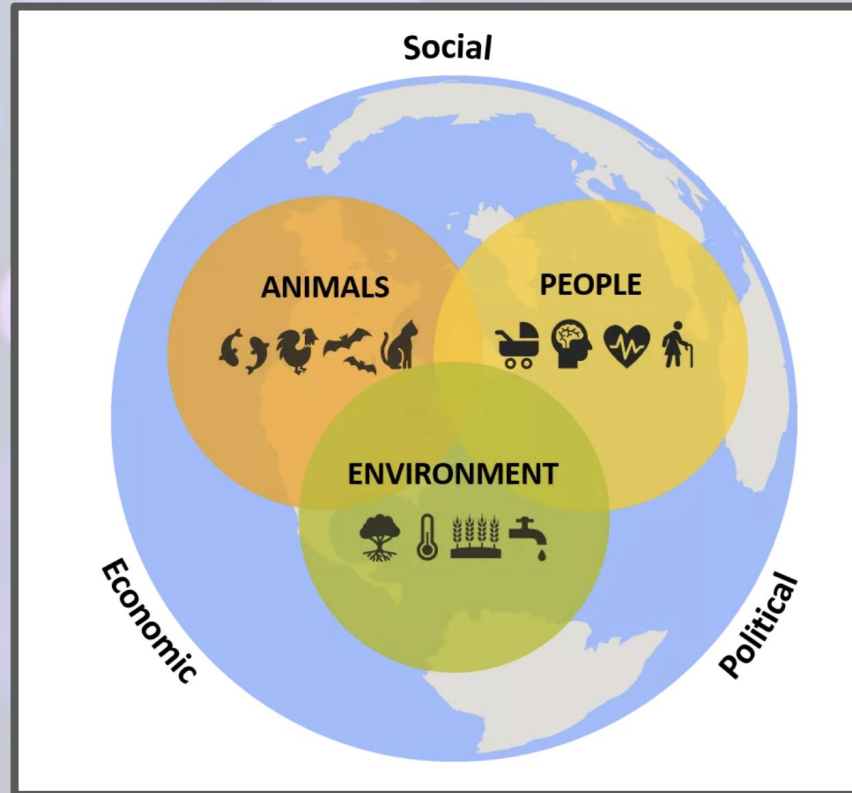 Social
ANIMALS
PEOPLE
ENVIRONMENT
Economic
Political